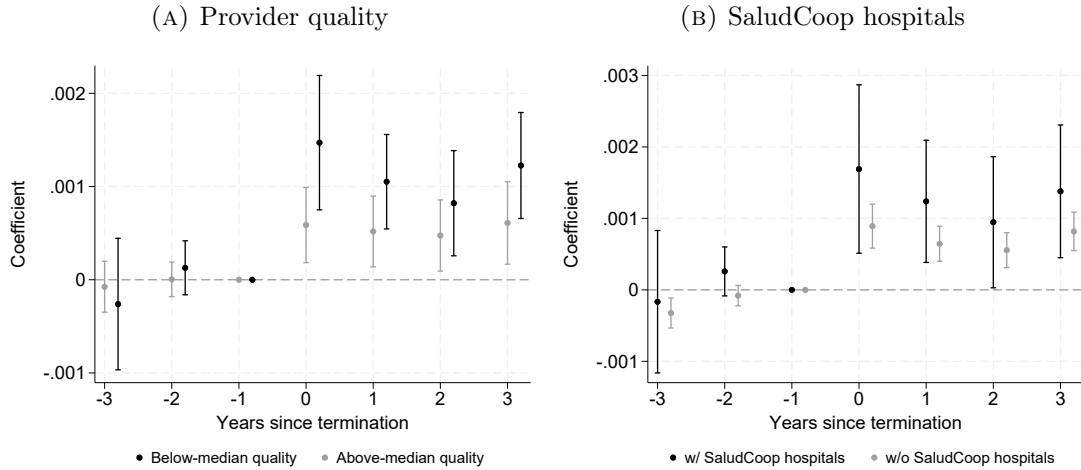 (A) Provider quality
.002
.001
0
-.001
Coefficient
-3 -2 -1 0 1 2 3
Years since termination
Below-median quality Above-median quality
(B) SaludCoop hospitals
.003
.002
.001
0
-.001
Coefficient
-3 -2 -1 0 1 2 3
Years since termination
w/ SaludCoop hospitals w/o SaludCoop hospitals